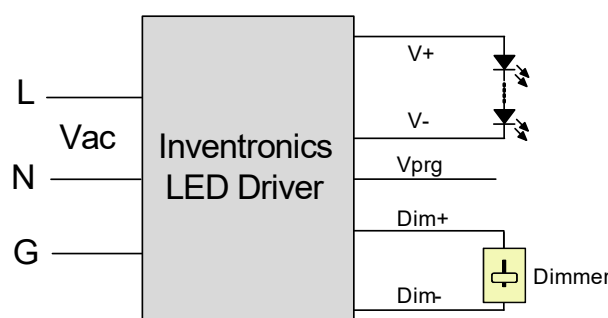 L
Vac
N
G
Inventronics
LED Driver
V+
V-
Vprg
Dim+
Dim-
Dimmer